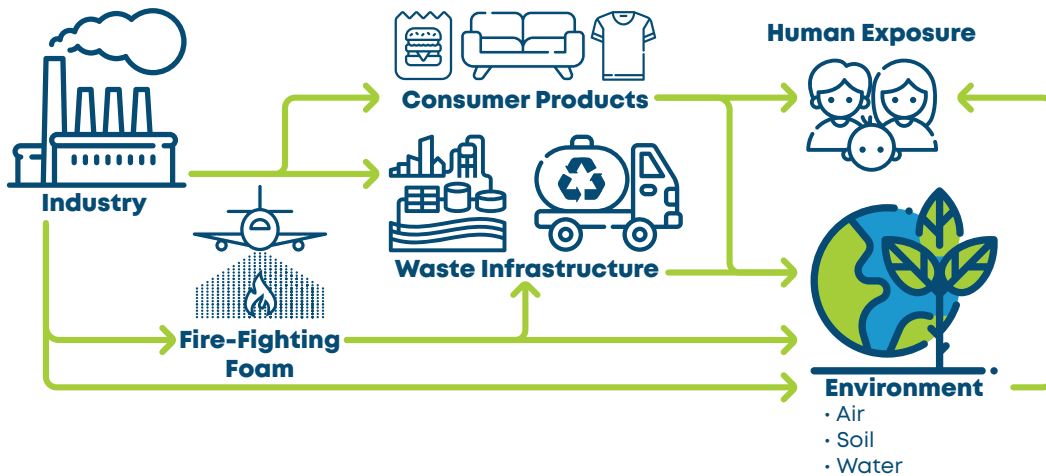 Human Exposure
Consumer Products
Industry
Waste Infrastructure
Fire-Fighting
Foam
Environment
· Air
· Soil
· Water